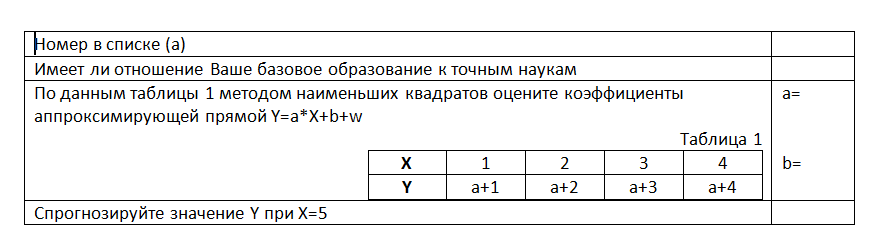 Номер в списке (а)
Имеет ли отношение Ваше базовое образование к точным наукам
По данным таблицы 1 методом наименьших квадратов оцените коэффициенты
аппроксимирующей прямой Y=a*X+b+w
a=
Таблица 1
X 1 2 3 4
b=
Y a+1 a+2 a+3 a+4
Спрогнозируйте значение Y при X=5